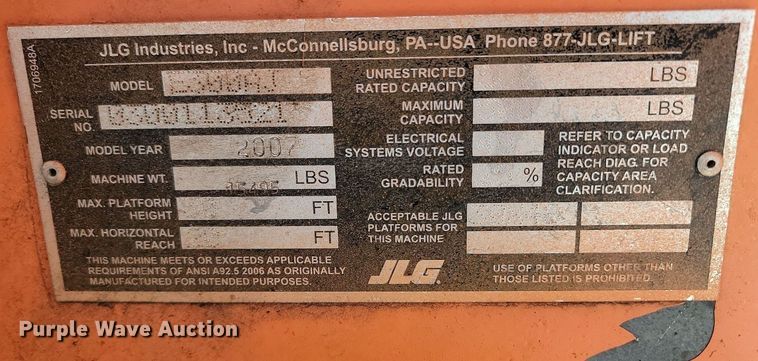 JLG Industries, Inc - McConnellsburg, PA--USA Phone 877-JLG-LIFT
1706948A
MODEL
SERIAL
NO.
MODEL YEAR 2007
MACHINE WT. LBS
MAX. PLATFORM
HEIGHT FT
MAX. HORIZONTAL
REACH FT
THIS MACHINE MEETS OR EXCEEDS APPLICABLE
REQUIREMENTS OF ANSI A92.5 2006 AS ORIGINALLY
MANUFACTURED FOR INTENDED PURPOSES.
UNRESTRICTED
RATED CAPACITY LBS
MAXIMUM
CAPACITY LBS
ELECTRICAL
SYSTEMS VOLTAGE
RATED
GRADABILITY %
REFER TO CAPACITY
INDICATOR OR LOAD
REACH DIAG. FOR
CAPACITY AREA
CLARIFICATION.
ACCEPTABLE JLG
PLATFORMS FOR
THIS MACHINE
JLG
USE OF PLATFORMS OTHER THAN
THOSE LISTED IS PROHIBITED.
Purple Wave Auction